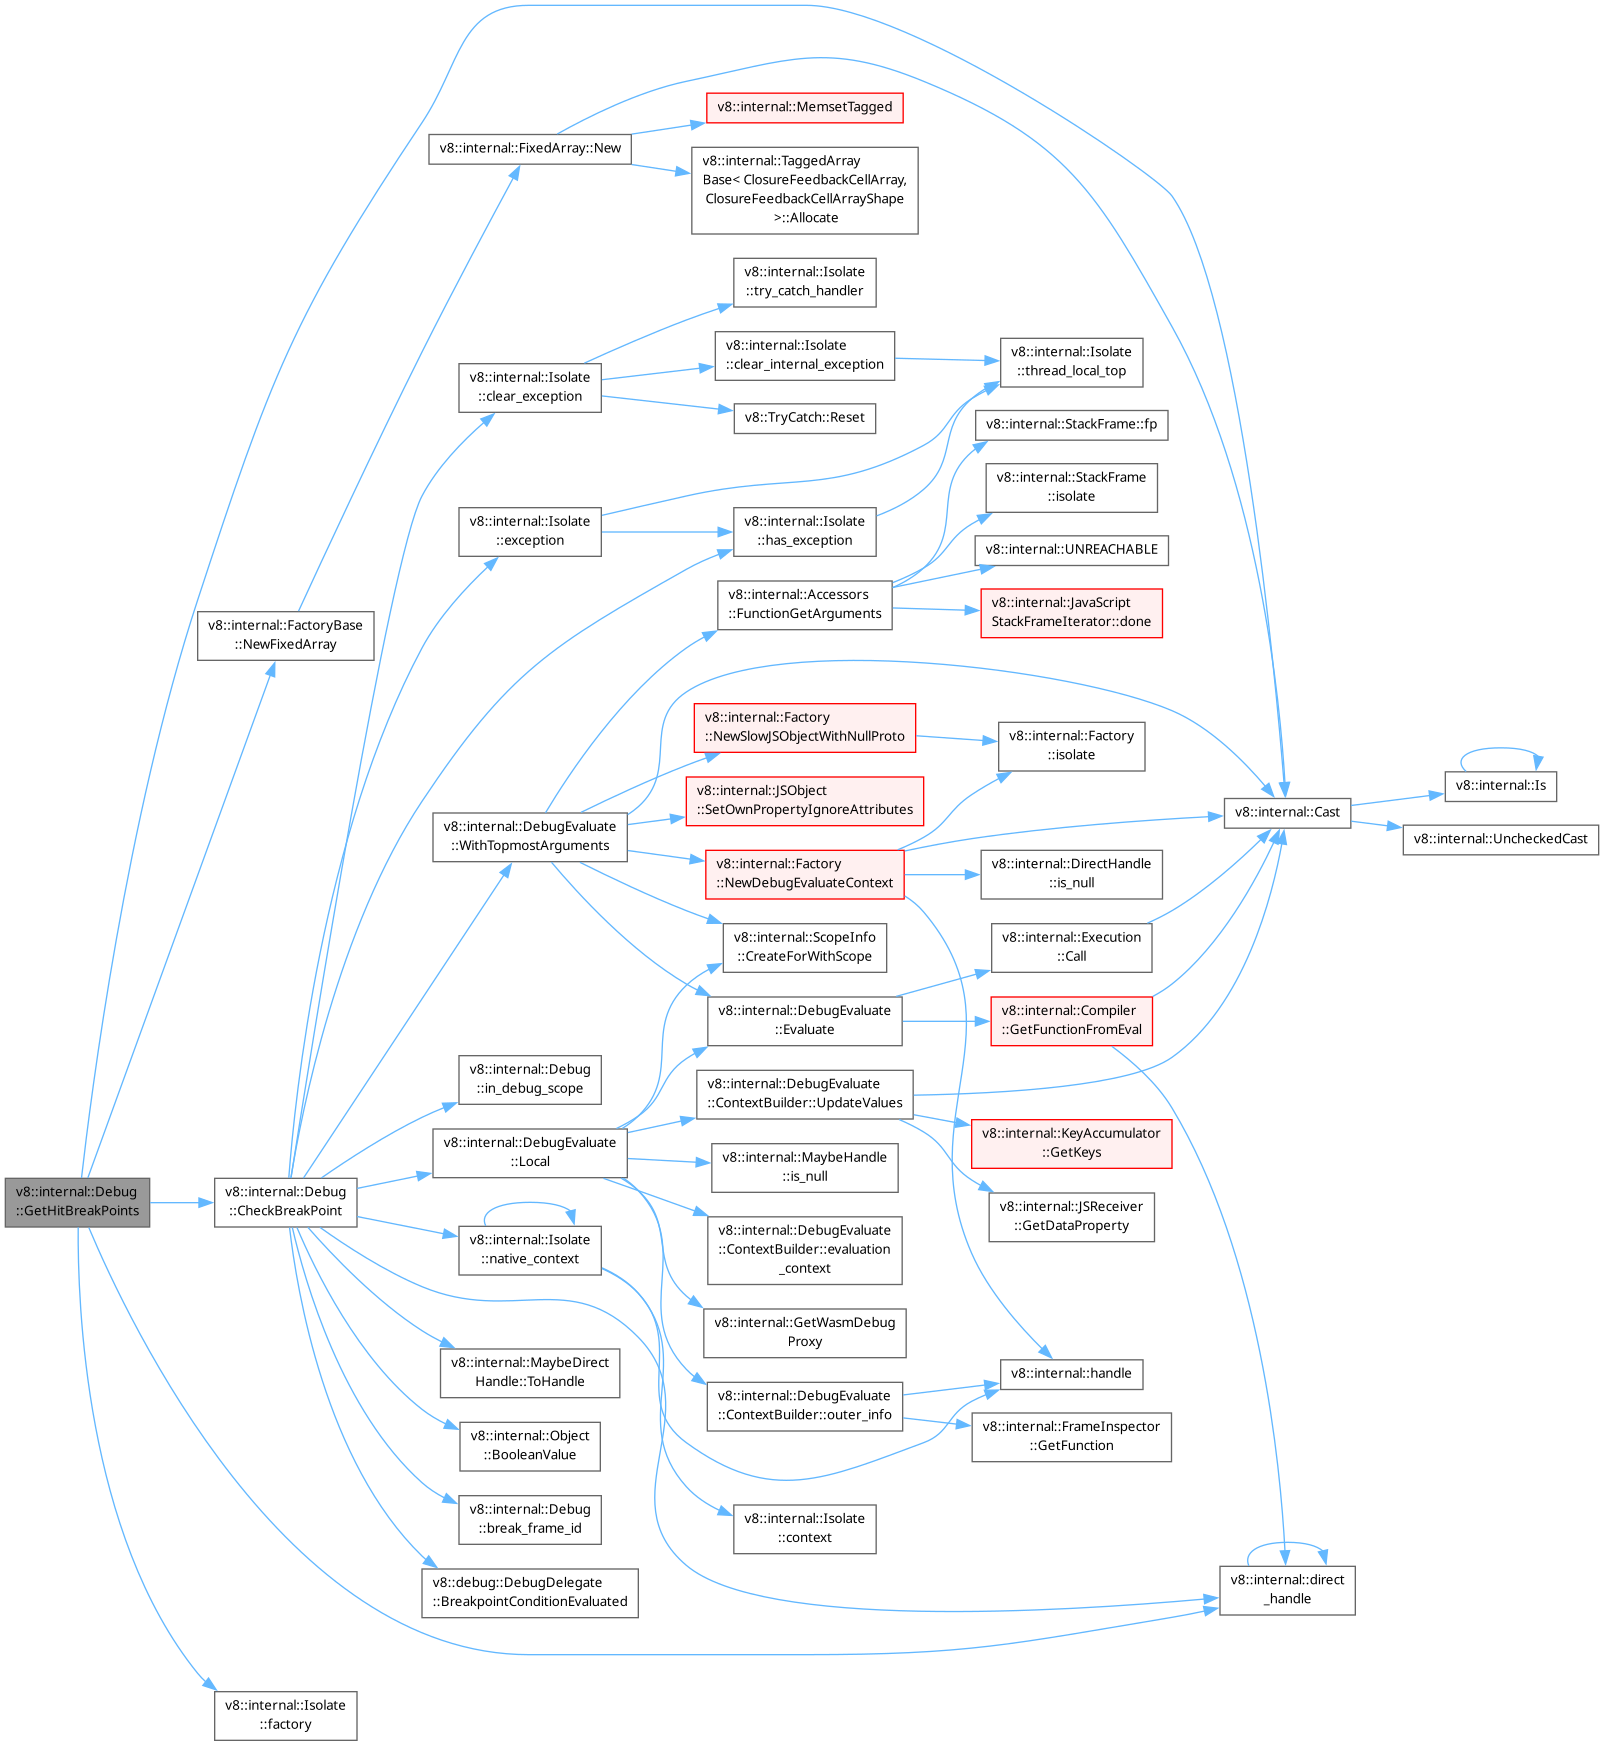 v8::internal::Debug
::GetHitBreakPoints
v8::internal::FactoryBase
::NewFixedArray
v8::internal::Debug
::CheckBreakPoint
v8::internal::Isolate
::factory
v8::internal::FixedArray::New
v8::internal::Isolate
::clear_exception
v8::internal::Isolate
::exception
v8::internal::DebugEvaluate
::WithTopmostArguments
v8::internal::Debug
::in_debug_scope
v8::internal::DebugEvaluate
::Local
v8::internal::Isolate
::native_context
v8::internal::MaybeDirect
Handle::ToHandle
v8::internal::Object
::BooleanValue
v8::internal::Debug
::break_frame_id
v8::debug::DebugDelegate
::BreakpointConditionEvaluated
v8::internal::MemsetTagged
v8::internal::TaggedArray
Base< ClosureFeedbackCellArray,
ClosureFeedbackCellArrayShape
>::Allocate
v8::internal::Isolate
::try_catch_handler
v8::internal::Isolate
::clear_internal_exception
v8::TryCatch::Reset
v8::internal::Isolate
::has_exception
v8::internal::Accessors
::FunctionGetArguments
v8::internal::Factory
::NewSlowJSObjectWithNullProto
v8::internal::JSObject
::SetOwnPropertyIgnoreAttributes
v8::internal::Factory
::NewDebugEvaluateContext
v8::internal::ScopeInfo
::CreateForWithScope
v8::internal::DebugEvaluate
::Evaluate
v8::internal::DebugEvaluate
::ContextBuilder::UpdateValues
v8::internal::MaybeHandle
::is_null
v8::internal::DebugEvaluate
::ContextBuilder::evaluation
_context
v8::internal::GetWasmDebug
Proxy
v8::internal::DebugEvaluate
::ContextBuilder::outer_info
v8::internal::Isolate
::context
v8::internal::Isolate
::thread_local_top
v8::internal::StackFrame::fp
v8::internal::StackFrame
::isolate
v8::internal::UNREACHABLE
v8::internal::JavaScript
StackFrameIterator::done
v8::internal::Factory
::isolate
v8::internal::DirectHandle
::is_null
v8::internal::Execution
::Call
v8::internal::Compiler
::GetFunctionFromEval
v8::internal::KeyAccumulator
::GetKeys
v8::internal::JSReceiver
::GetDataProperty
v8::internal::handle
v8::internal::FrameInspector
::GetFunction
v8::internal::Cast
v8::internal::direct
_handle
v8::internal::Is
v8::internal::UncheckedCast